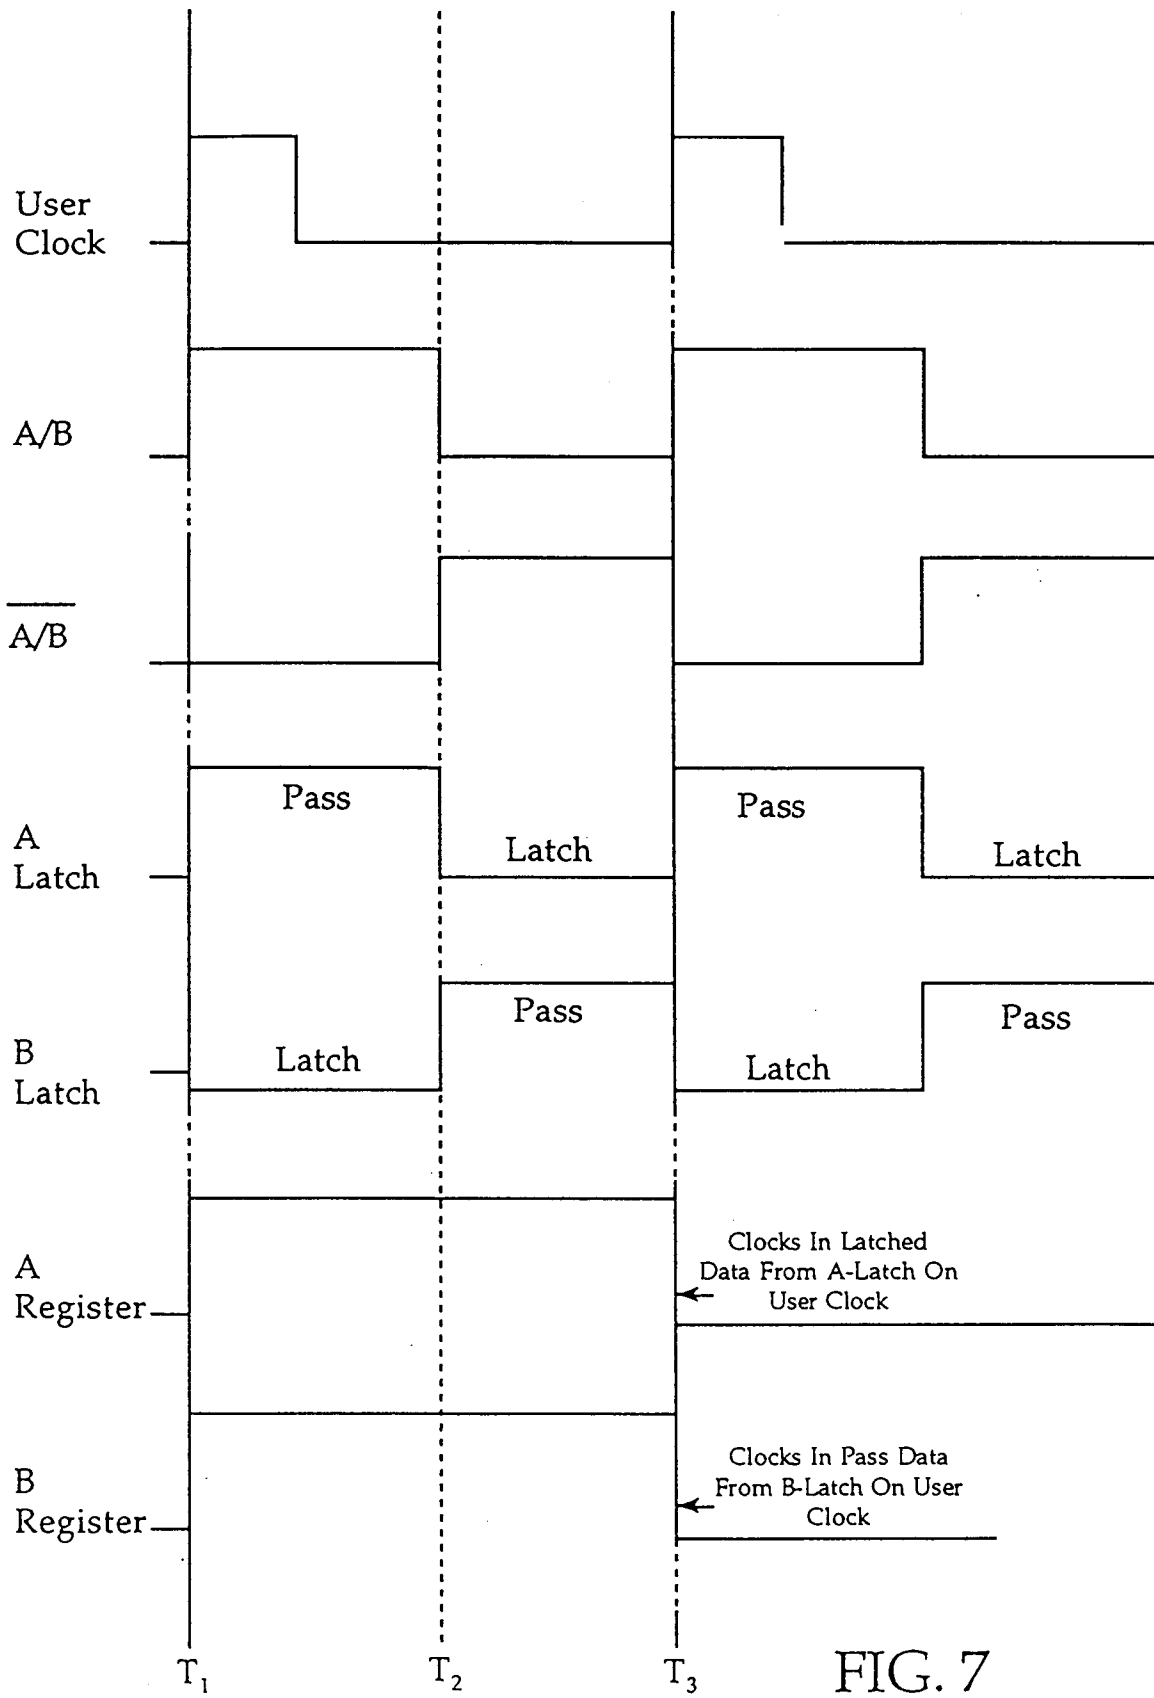 User
Clock
A/B
A/B
Pass
Pass
A
Latch
Latch
Latch
Pass
Pass
B
Latch
Latch
Latch
Clocks In Latched
Data From A-Latch On
User Clock
A
Register
Clocks In Pass Data
From B-Latch On User
Clock
B
Register
T1
T2
T3
FIG. 7